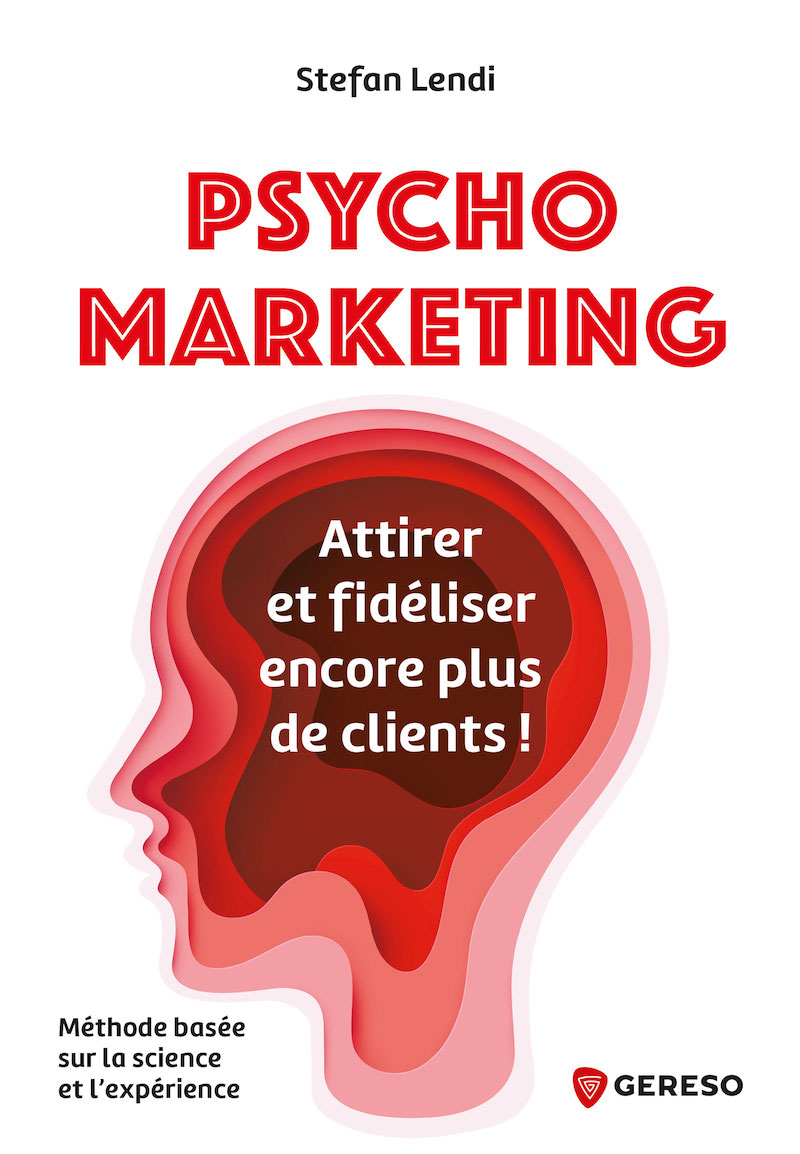 Stefan Lendi
PSYCHO
MARKETING
Attirer
et fidéliser
encore plus
de clients !
Méthode basée
sur la science
et l’expérience
GERESO